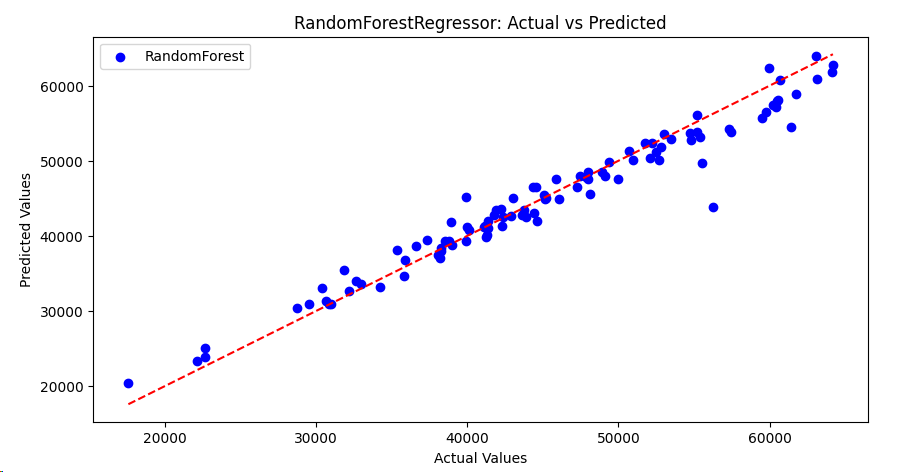 RandomForestRegressor: Actual vs Predicted
RandomForest
60000
50000
40000
30000
20000
Predicted Values
20000 30000 40000 50000 60000
Actual Values